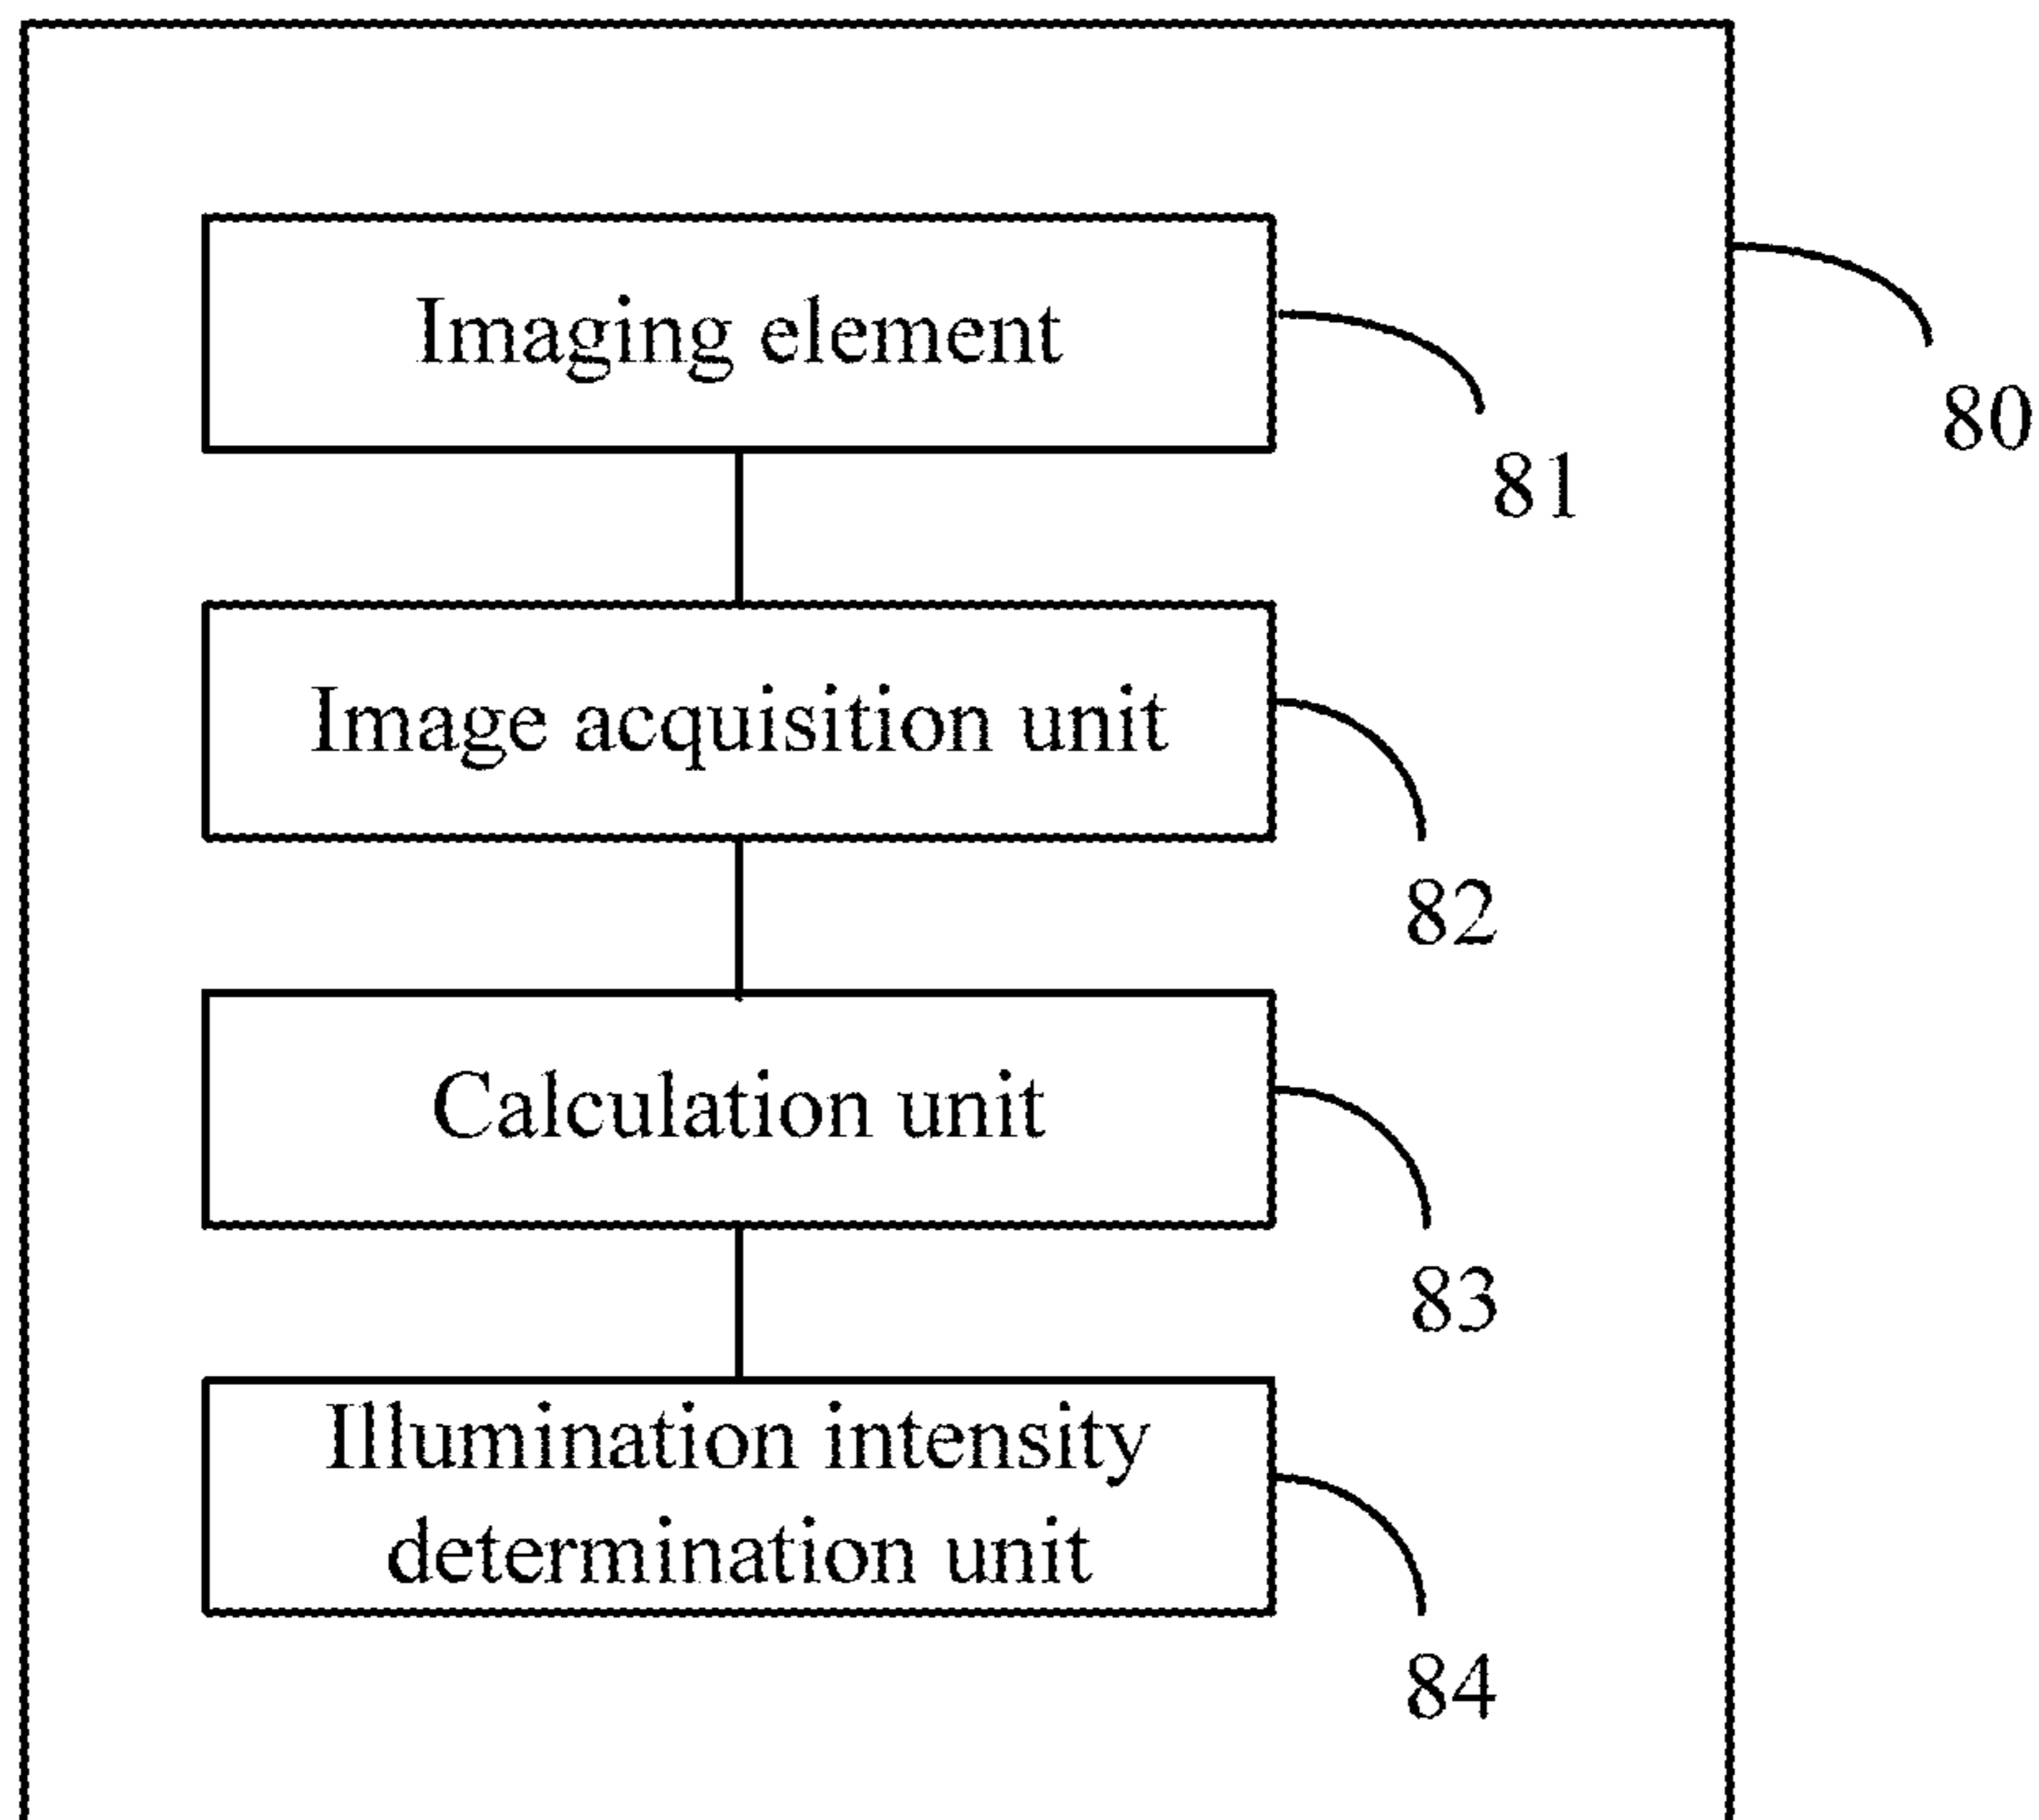 Imaging element
80
81
Image acquisition unit
82
Calculation unit
83
Illumination intensity
determination unit
84